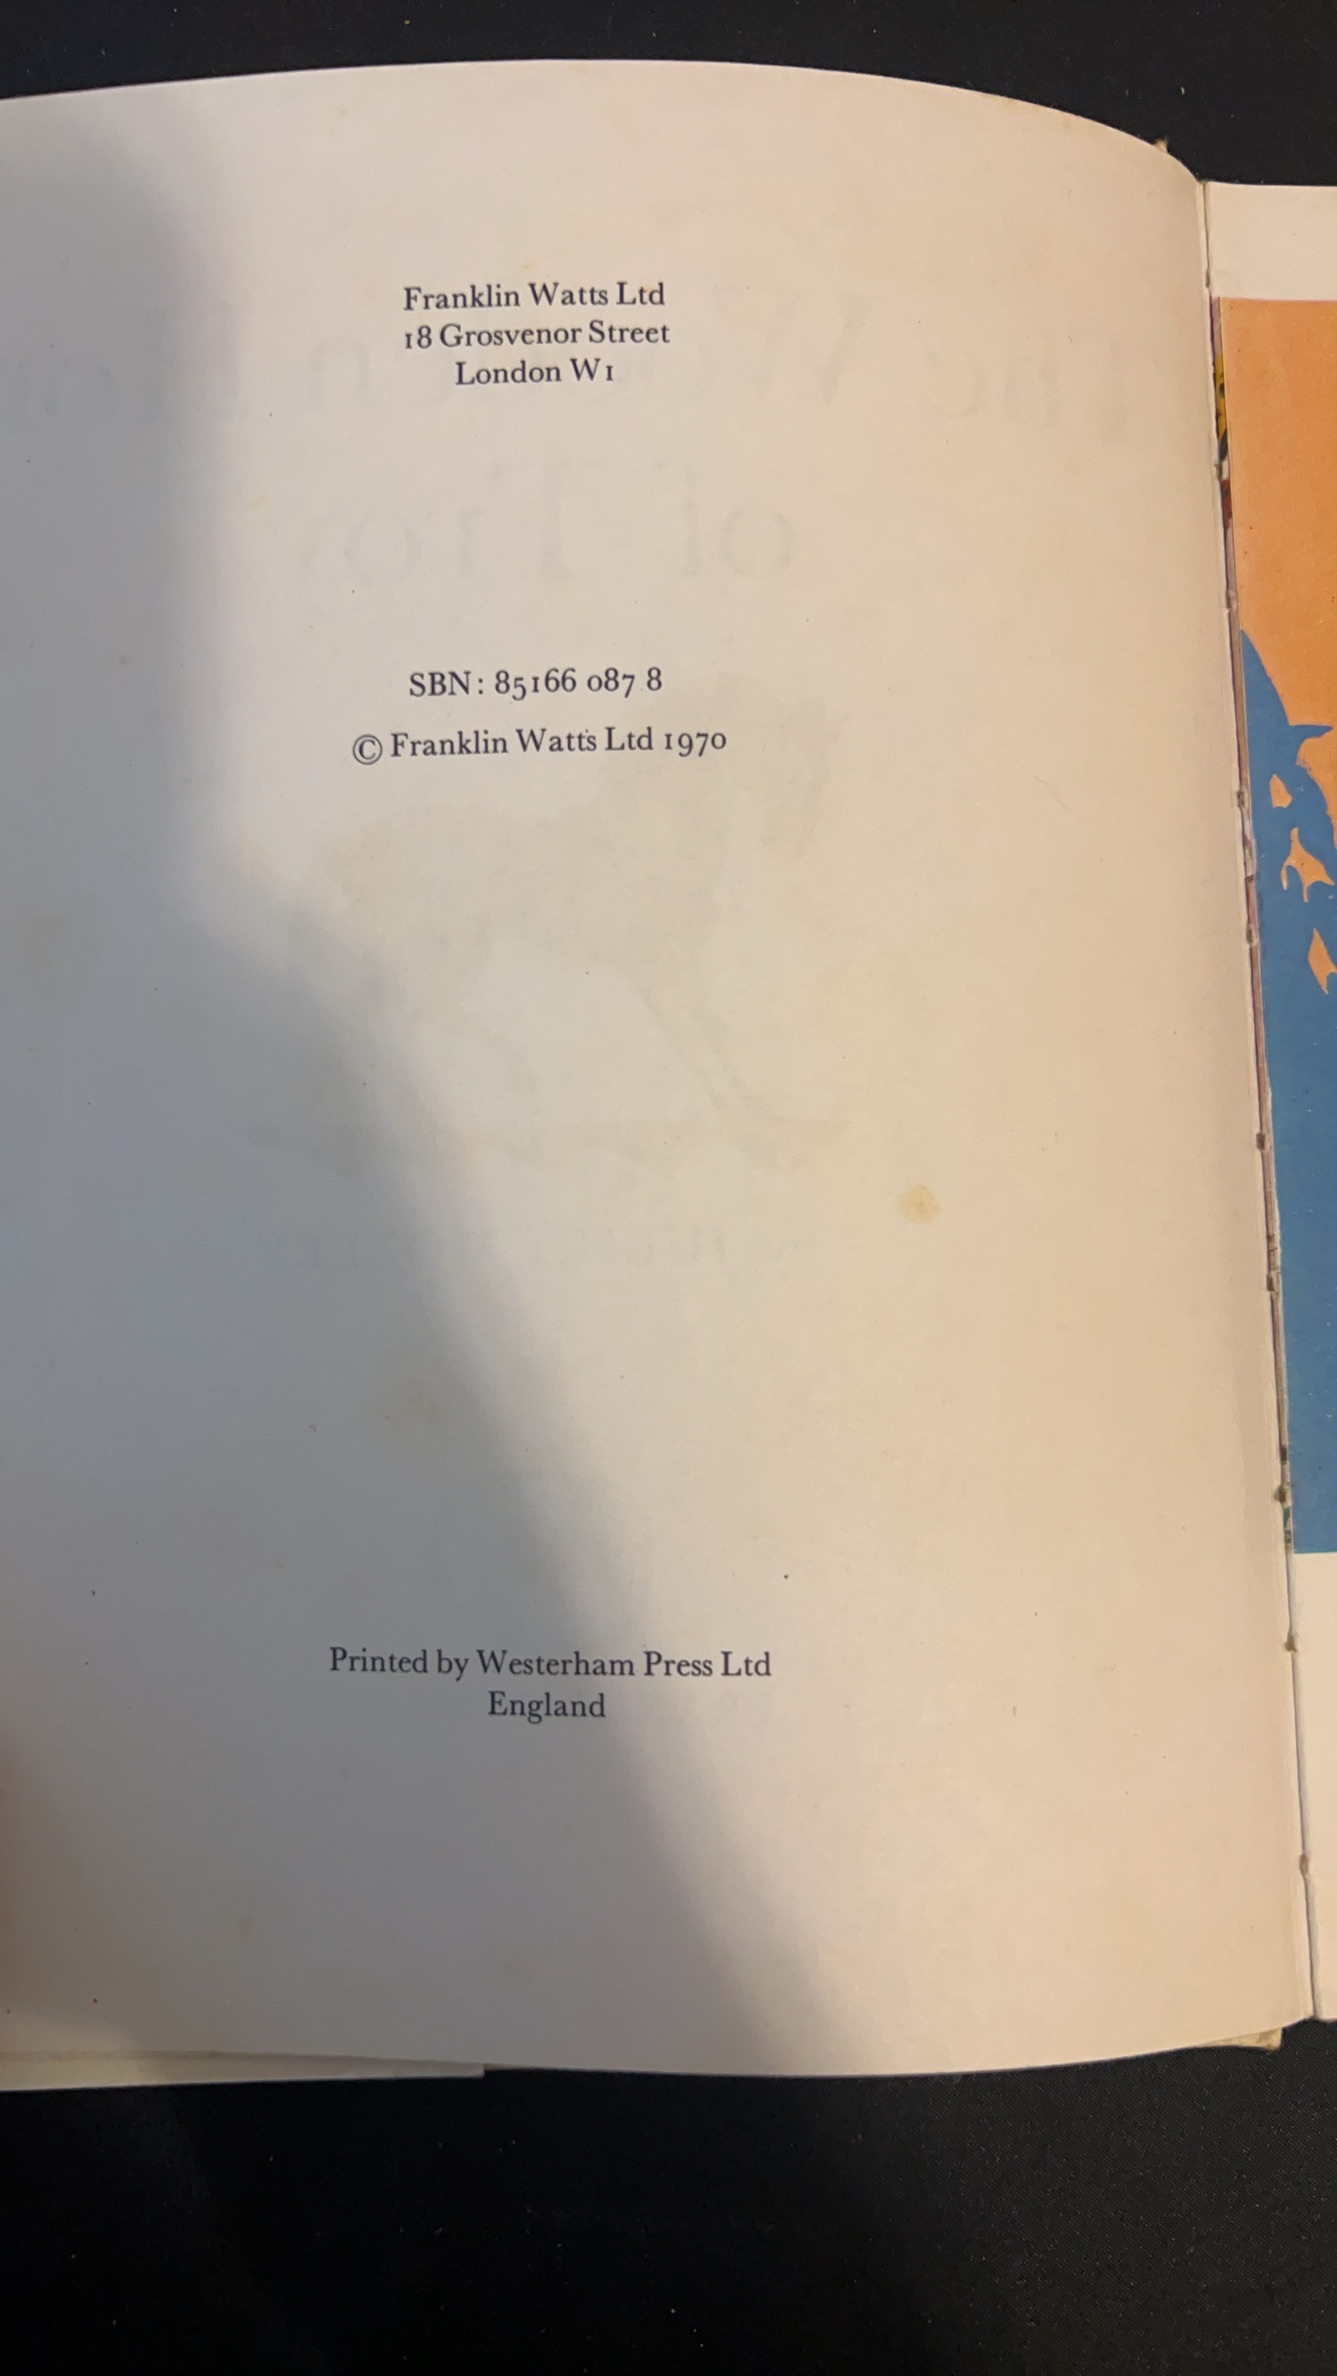 Franklin Watts Ltd
18 Grosvenor Street
London W1
SBN: 85166 087 8
© Franklin Watts Ltd 1970
Printed by Westerham Press Ltd
England